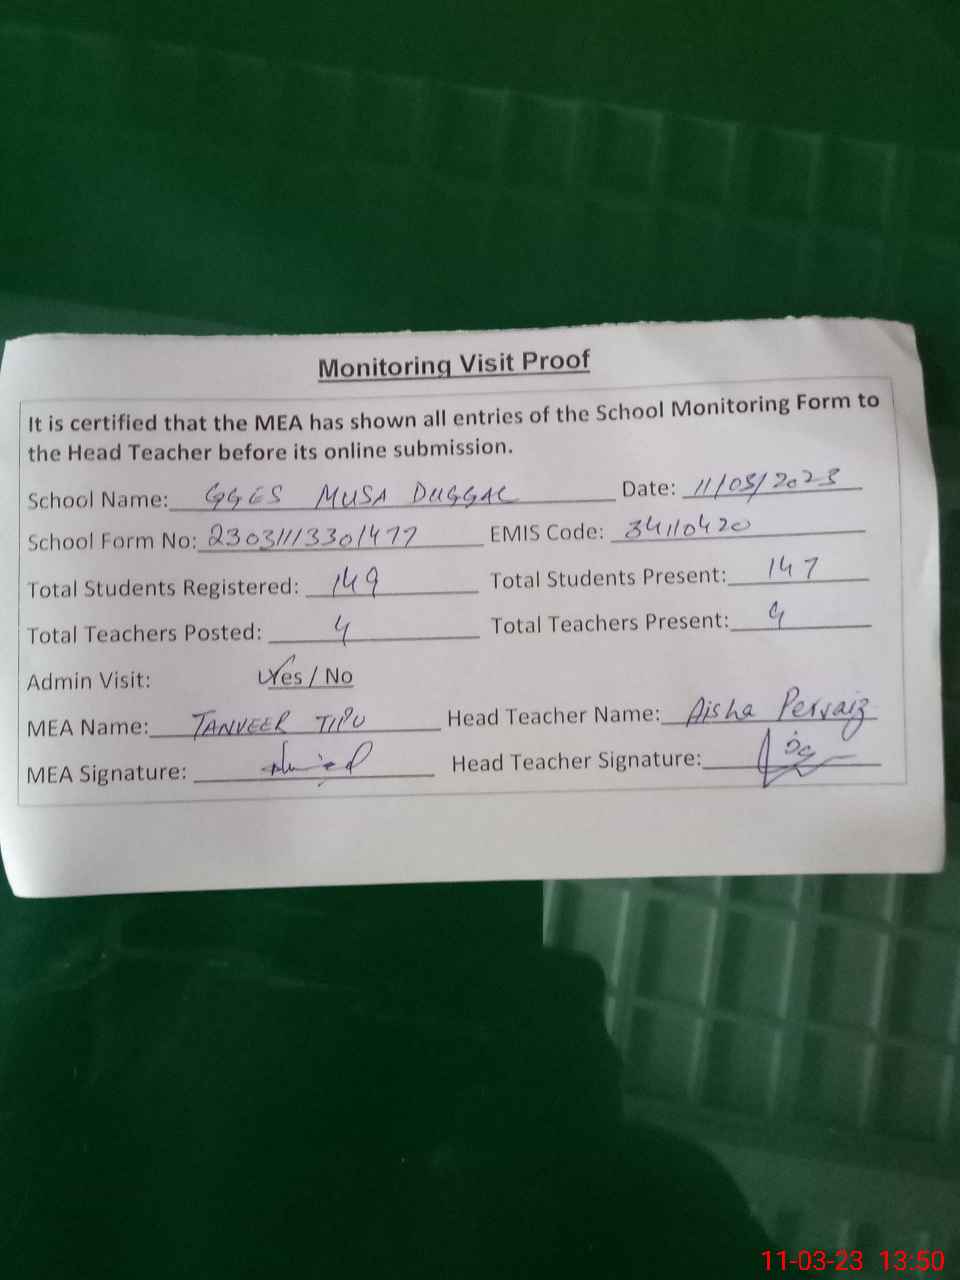 Monitoring Visit Proof
It is certified that the MEA has shown all entries of the School Monitoring Form to
the Head Teacher before its online submission.
School Name: GGES MUSA DUGGAL Date: 11/03/2023
School Form No: 23031113301477 EMIS Code: 34110420
Total Students Registered: 149 Total Students Present: 147
Total Teachers Posted: 4 Total Teachers Present: 4
Admin Visit: Yes / No
MEA Name: TANVEER TIPU Head Teacher Name: Aisha Pervaiz
MEA Signature: Head Teacher Signature:
11-03-23 13:50